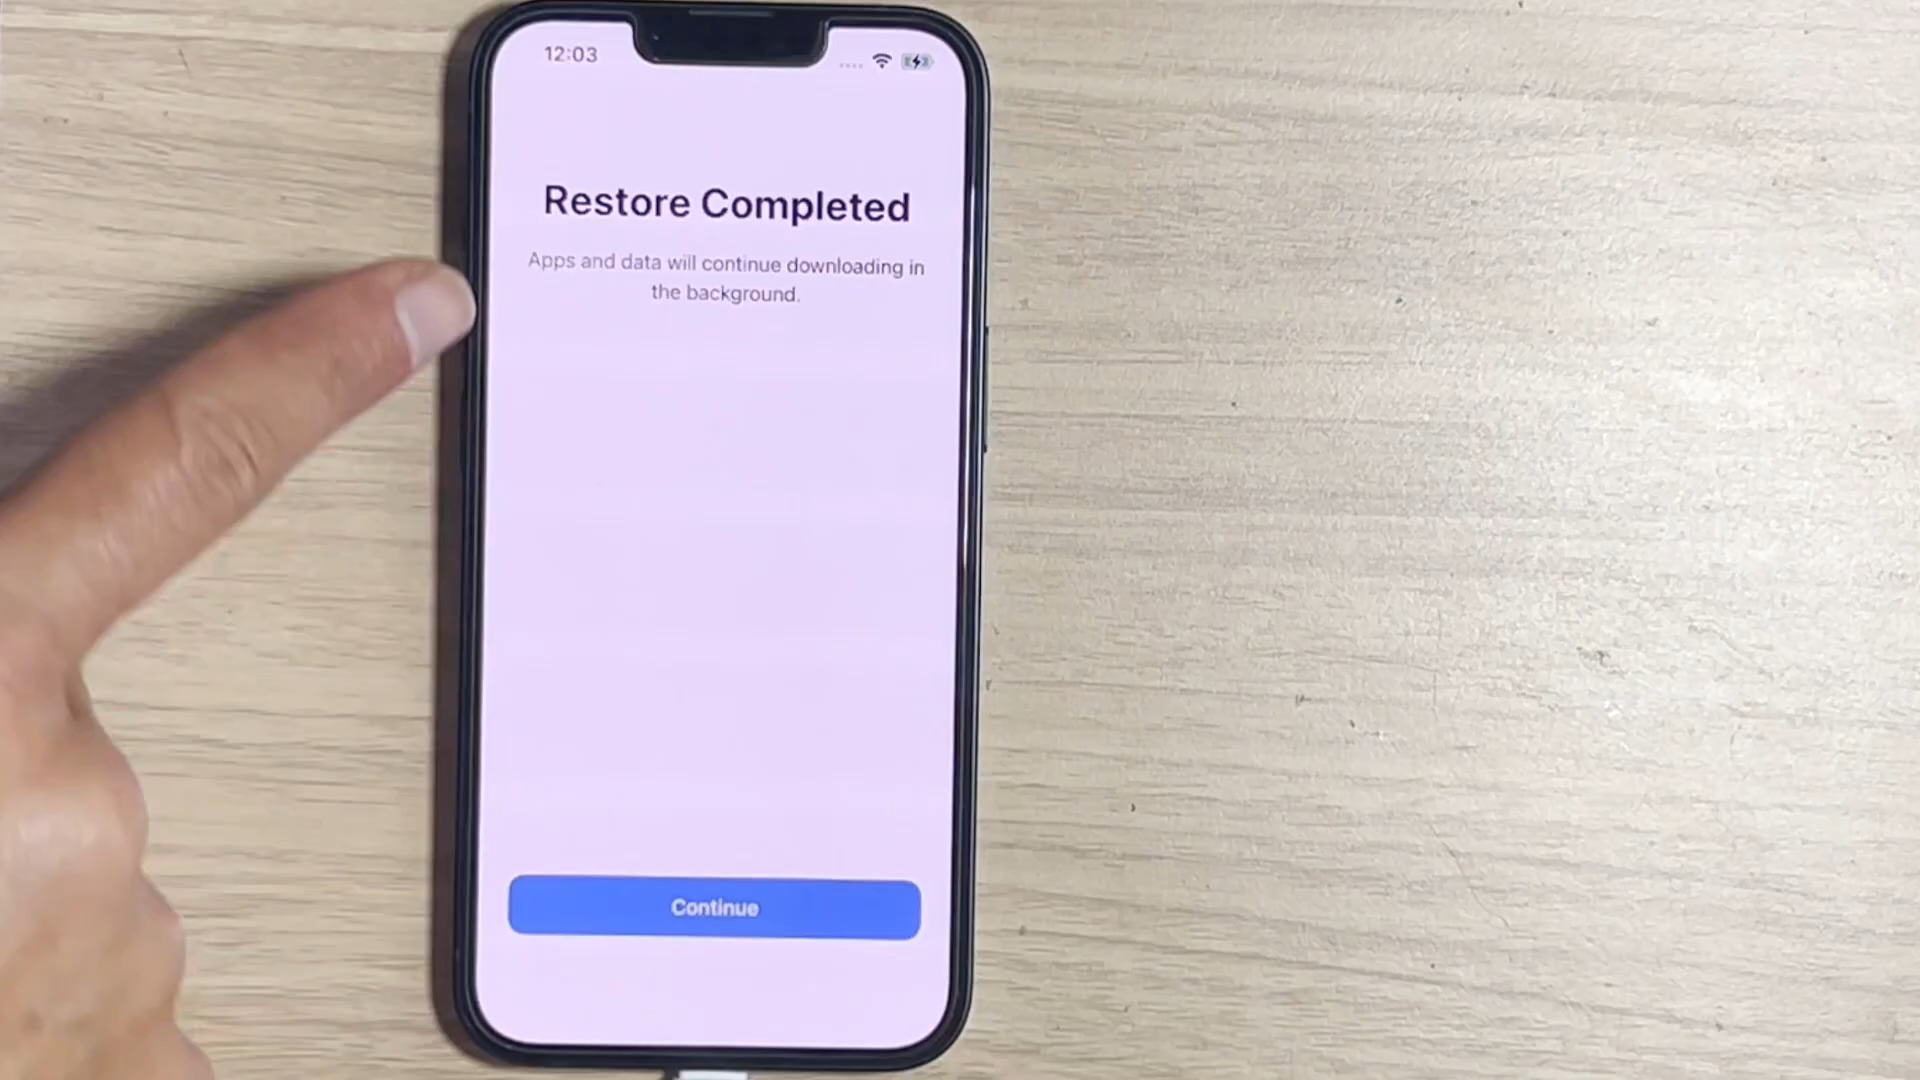 12:03
Restore Completed
Apps and data will continue downloading in
the background.
Continue